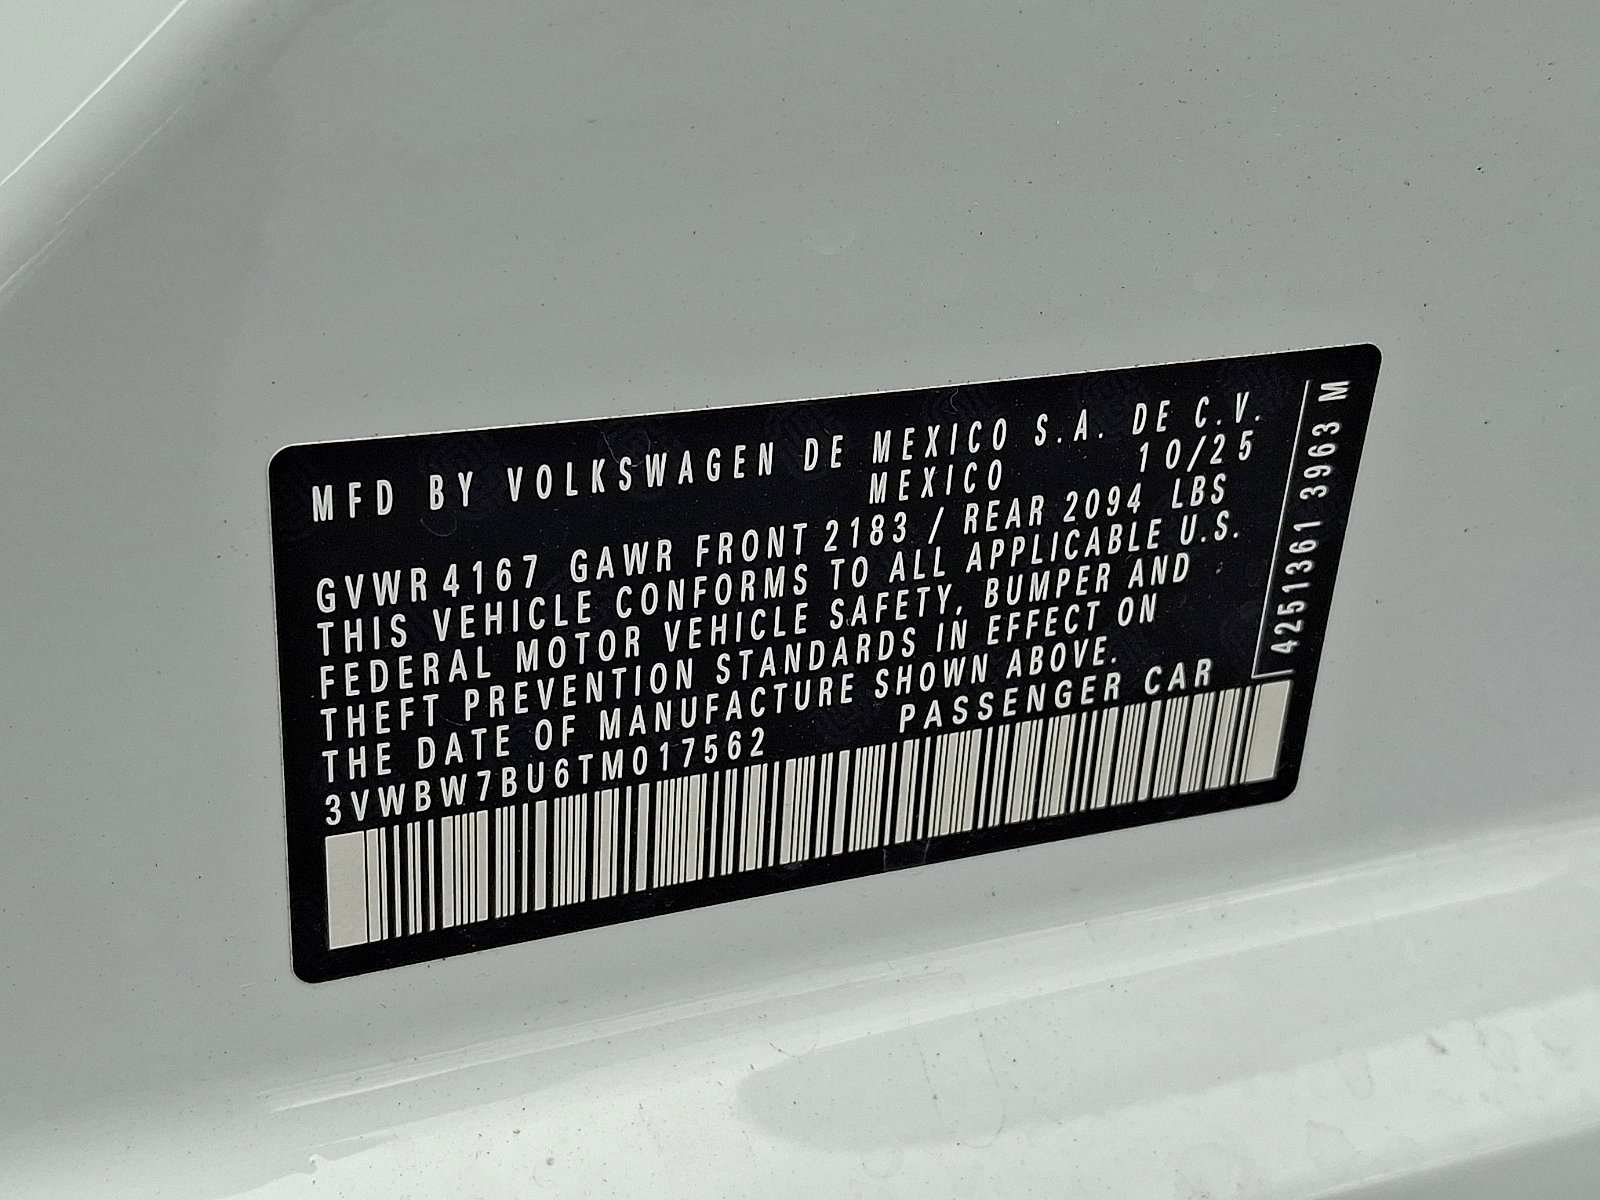 MFD BY VOLKSWAGEN DE MEXICO S.A. DE C.V.
MEXICO 10/25
GVWR 4167 GAWR FRONT 2183 / REAR 2094 LBS
THIS VEHICLE CONFORMS TO ALL APPLICABLE U.S.
FEDERAL MOTOR VEHICLE SAFETY, BUMPER AND
THEFT PREVENTION STANDARDS IN EFFECT ON
THE DATE OF MANUFACTURE SHOWN ABOVE.
3VWBW7BU6TM017562 PASSENGER CAR
4251361 3963 M